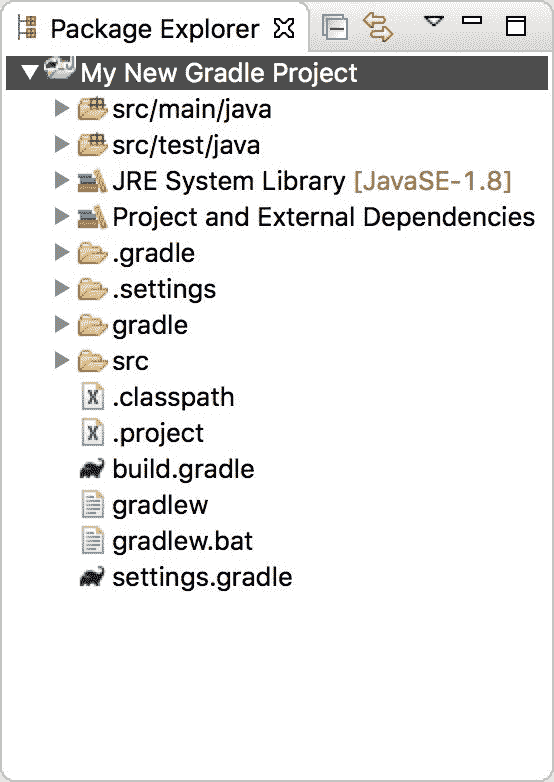 Package Explorer
My New Gradle Project
src/main/java
src/test/java
JRE System Library [JavaSE-1.8]
Project and External Dependencies
.gradle
.settings
gradle
src
.classpath
.project
build.gradle
gradlew
gradlew.bat
settings.gradle